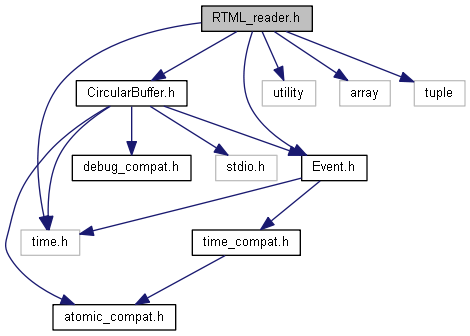 RTML_reader.h
CircularBuffer.h
utility
array
tuple
debug_compat.h
stdio.h
Event.h
time.h
time_compat.h
atomic_compat.h